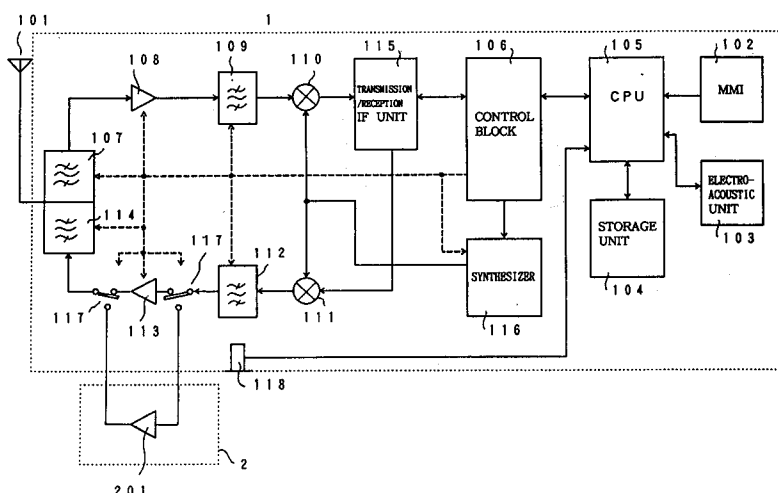 101
1
108
109
110
115
106
105
102
TRANSMISSION
/RECEPTION
IF UNIT
CONTROL
BLOCK
CPU
MMI
107
114
ELECTRO-
ACOUSTIC
UNIT
103
STORAGE
UNIT
104
117
112
SYNTHESIZER
116
117
113
111
118
201
2